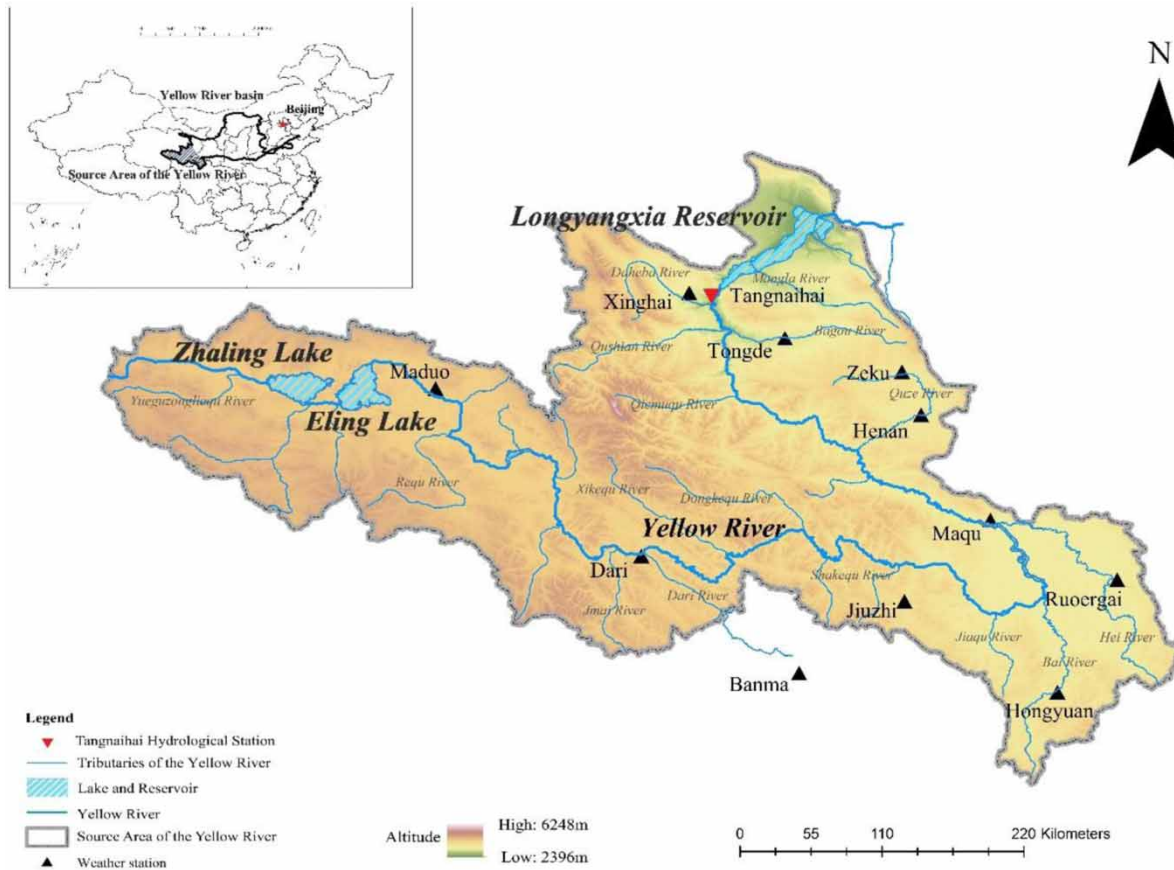 Yellow River basin
Beijing
Source Area of the Yellow River
N
Longyangxia Reservoir
Daheba River
Mangla River
Xinghai
Tangnaihai
Bagou River
Tongde
Qushian River
Zhaling Lake
Maduo
Zeku
Yueguzongliequ River
Quze River
Qiemuqu River
Eling Lake
Henan
Requ River
Xikequ River
Dongkequ River
Yellow River
Maqu
Dari
Shakequ River
Ruoergai
Jiuzhi
Dari River
Jmai River
Jiaqu River
Hei River
Bai River
Banma
Hongyuan
Legend
Tangnaihai Hydrological Station
Tributaries of the Yellow River
Lake and Reservoir
Yellow River
Source Area of the Yellow River
Weather station
Altitude
High: 6248m
Low: 2396m
0 55 110 220 Kilometers